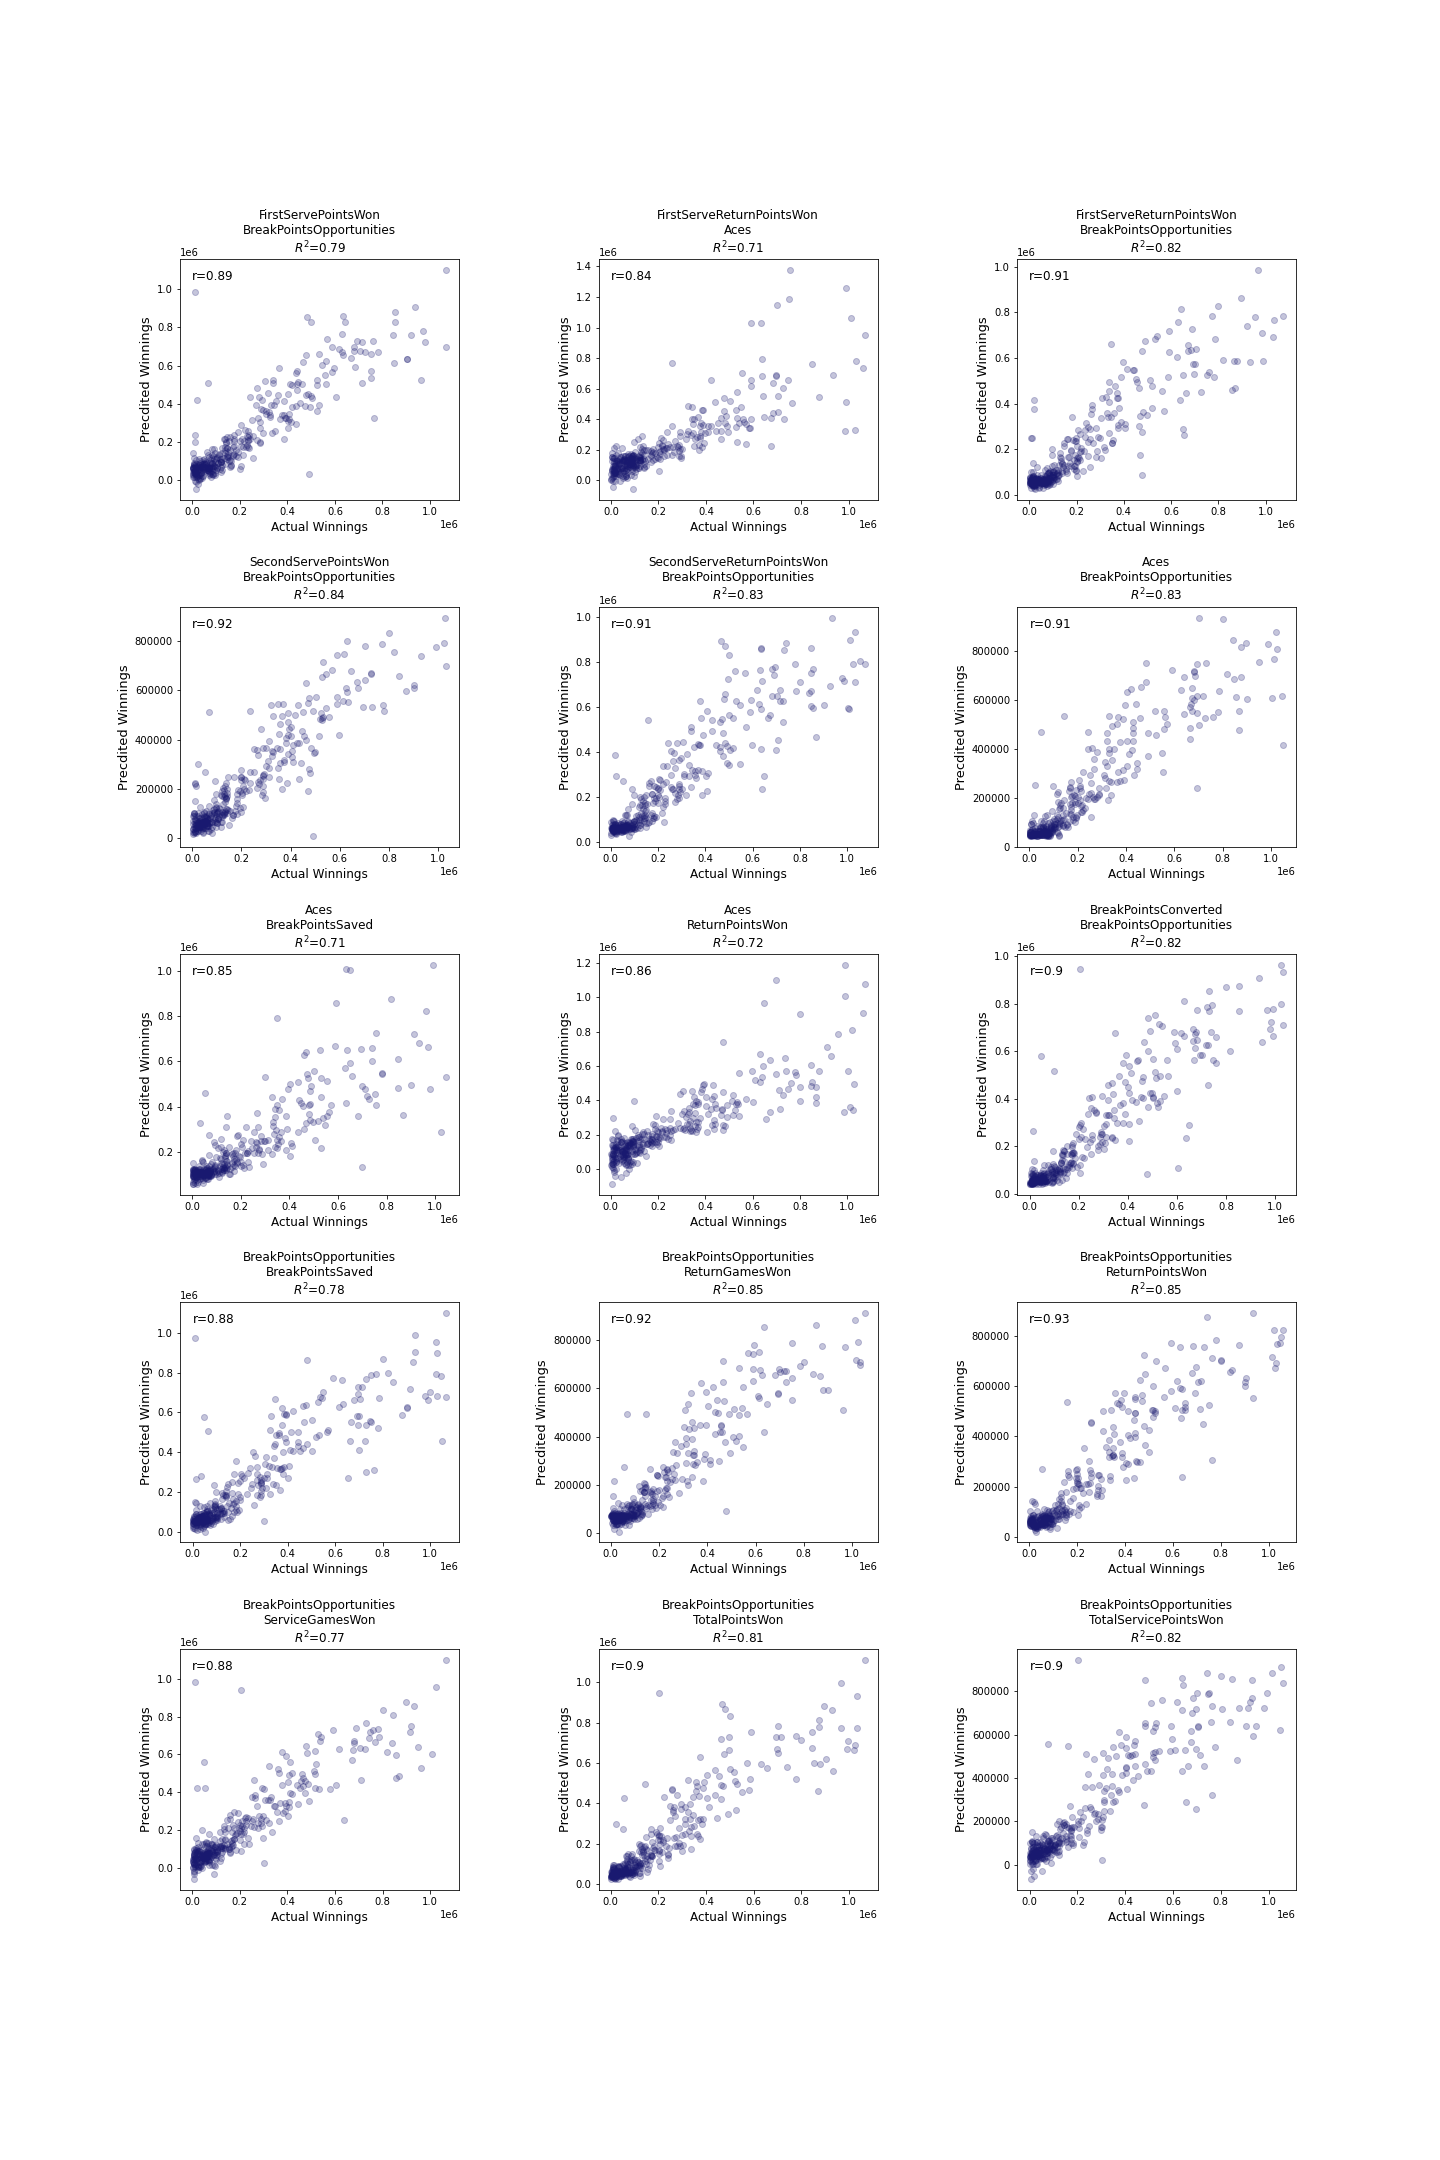 FirstServePointsWon
BreakPointsOpportunities
R²=0.79
1e6
r=0.89
1.0
0.8
0.6
0.4
0.2
0.0
Precdited Winnings
0.0 0.2 0.4 0.6 0.8 1.0
Actual Winnings
1e6
FirstServeReturnPointsWon
Aces
R²=0.71
1e6
r=0.84
1.4
1.2
1.0
0.8
0.6
0.4
0.2
0.0
Precdited Winnings
0.0 0.2 0.4 0.6 0.8 1.0
Actual Winnings
1e6
FirstServeReturnPointsWon
BreakPointsOpportunities
R²=0.82
1e6
r=0.91
1.0
0.8
0.6
0.4
0.2
0.0
Precdited Winnings
0.0 0.2 0.4 0.6 0.8 1.0
Actual Winnings
1e6
SecondServePointsWon
BreakPointsOpportunities
R²=0.84
r=0.92
800000
600000
400000
200000
0
Precdited Winnings
0.0 0.2 0.4 0.6 0.8 1.0
Actual Winnings
1e6
SecondServeReturnPointsWon
BreakPointsOpportunities
R²=0.83
1e6
r=0.91
1.0
0.8
0.6
0.4
0.2
0.0
Precdited Winnings
0.0 0.2 0.4 0.6 0.8 1.0
Actual Winnings
1e6
Aces
BreakPointsOpportunities
R²=0.83
r=0.91
800000
600000
400000
200000
0
Precdited Winnings
0.0 0.2 0.4 0.6 0.8 1.0
Actual Winnings
1e6
Aces
BreakPointsSaved
R²=0.71
1e6
r=0.85
1.0
0.8
0.6
0.4
0.2
Precdited Winnings
0.0 0.2 0.4 0.6 0.8 1.0
Actual Winnings
1e6
Aces
ReturnPointsWon
R²=0.72
1e6
r=0.86
1.2
1.0
0.8
0.6
0.4
0.2
0.0
Precdited Winnings
0.0 0.2 0.4 0.6 0.8 1.0
Actual Winnings
1e6
BreakPointsConverted
BreakPointsOpportunities
R²=0.82
1e6
r=0.9
1.0
0.8
0.6
0.4
0.2
0.0
Precdited Winnings
0.0 0.2 0.4 0.6 0.8 1.0
Actual Winnings
1e6
BreakPointsOpportunities
BreakPointsSaved
R²=0.78
1e6
r=0.88
1.0
0.8
0.6
0.4
0.2
0.0
Precdited Winnings
0.0 0.2 0.4 0.6 0.8 1.0
Actual Winnings
1e6
BreakPointsOpportunities
ReturnGamesWon
R²=0.85
r=0.92
800000
600000
400000
200000
0
Precdited Winnings
0.0 0.2 0.4 0.6 0.8 1.0
Actual Winnings
1e6
BreakPointsOpportunities
ReturnPointsWon
R²=0.85
r=0.93
800000
600000
400000
200000
0
Precdited Winnings
0.0 0.2 0.4 0.6 0.8 1.0
Actual Winnings
1e6
BreakPointsOpportunities
ServiceGamesWon
R²=0.77
1e6
r=0.88
1.0
0.8
0.6
0.4
0.2
0.0
Precdited Winnings
0.0 0.2 0.4 0.6 0.8 1.0
Actual Winnings
1e6
BreakPointsOpportunities
TotalPointsWon
R²=0.81
1e6
r=0.9
1.0
0.8
0.6
0.4
0.2
0.0
Precdited Winnings
0.0 0.2 0.4 0.6 0.8 1.0
Actual Winnings
1e6
BreakPointsOpportunities
TotalServicePointsWon
R²=0.82
r=0.9
800000
600000
400000
200000
0
Precdited Winnings
0.0 0.2 0.4 0.6 0.8 1.0
Actual Winnings
1e6